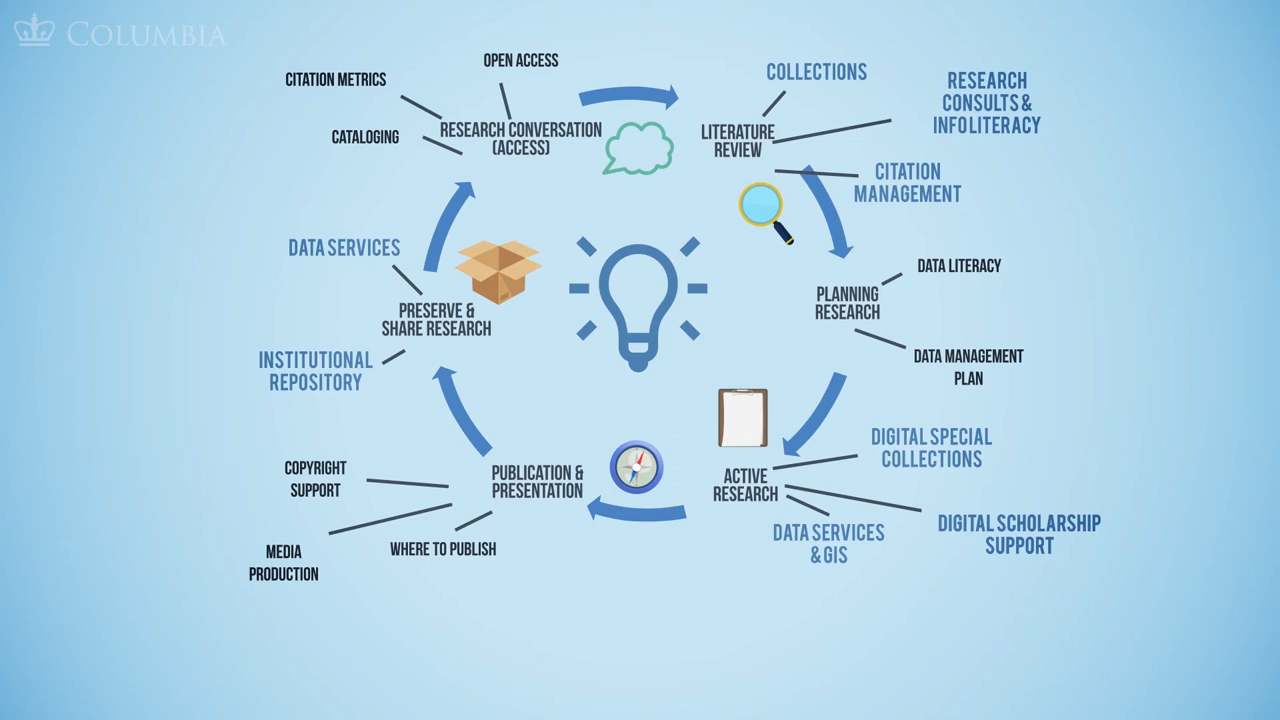 COLUMBIA
OPEN ACCESS
CITATION METRICS
CATALOGING
RESEARCH CONVERSATION
(ACCESS)
COLLECTIONS
LITERATURE
REVIEW
RESEARCH
CONSULTS &
INFO LITERACY
CITATION
MANAGEMENT
DATA LITERACY
PLANNING
RESEARCH
DATA MANAGEMENT
PLAN
DIGITAL SPECIAL
COLLECTIONS
ACTIVE
RESEARCH
DIGITAL SCHOLARSHIP
SUPPORT
DATA SERVICES
& GIS
PUBLICATION &
PRESENTATION
COPYRIGHT
SUPPORT
WHERE TO PUBLISH
MEDIA
PRODUCTION
DATA SERVICES
PRESERVE &
SHARE RESEARCH
INSTITUTIONAL
REPOSITORY